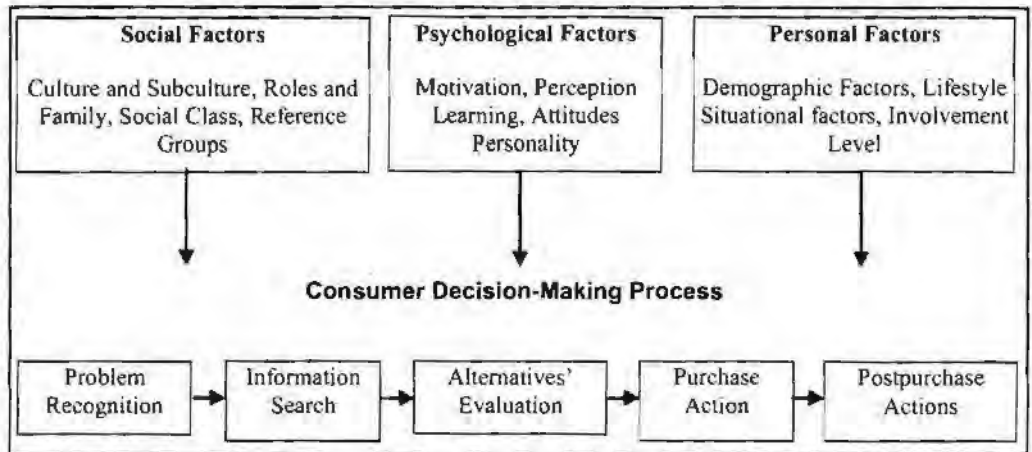 Social Factors
Culture and Subculture, Roles and
Family, Social Class, Reference
Groups
Psychological Factors
Motivation, Perception
Learning, Attitudes
Personality
Personal Factors
Demographic Factors, Lifestyle
Situational factors, Involvement
Level
Consumer Decision-Making Process
Problem
Recognition
Information
Search
Alternatives'
Evaluation
Purchase
Action
Postpurchase
Actions